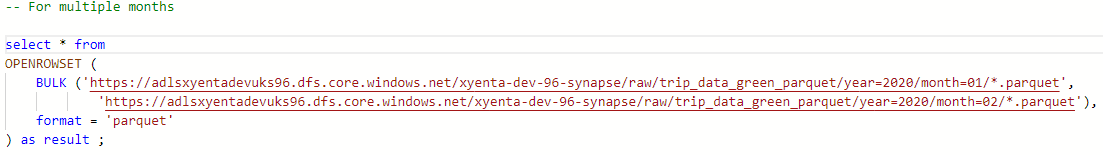 -- For multiple months
select * from
OPENROWSET (
BULK ('https://adlsxyentadevuks96.dfs.core.windows.net/xyenta-dev-96-synapse/raw/trip_data_green_parquet/year=2020/month=01/*.parquet',
'https://adlsxyentadevuks96.dfs.core.windows.net/xyenta-dev-96-synapse/raw/trip_data_green_parquet/year=2020/month=02/*.parquet'),
format = 'parquet'
) as result ;